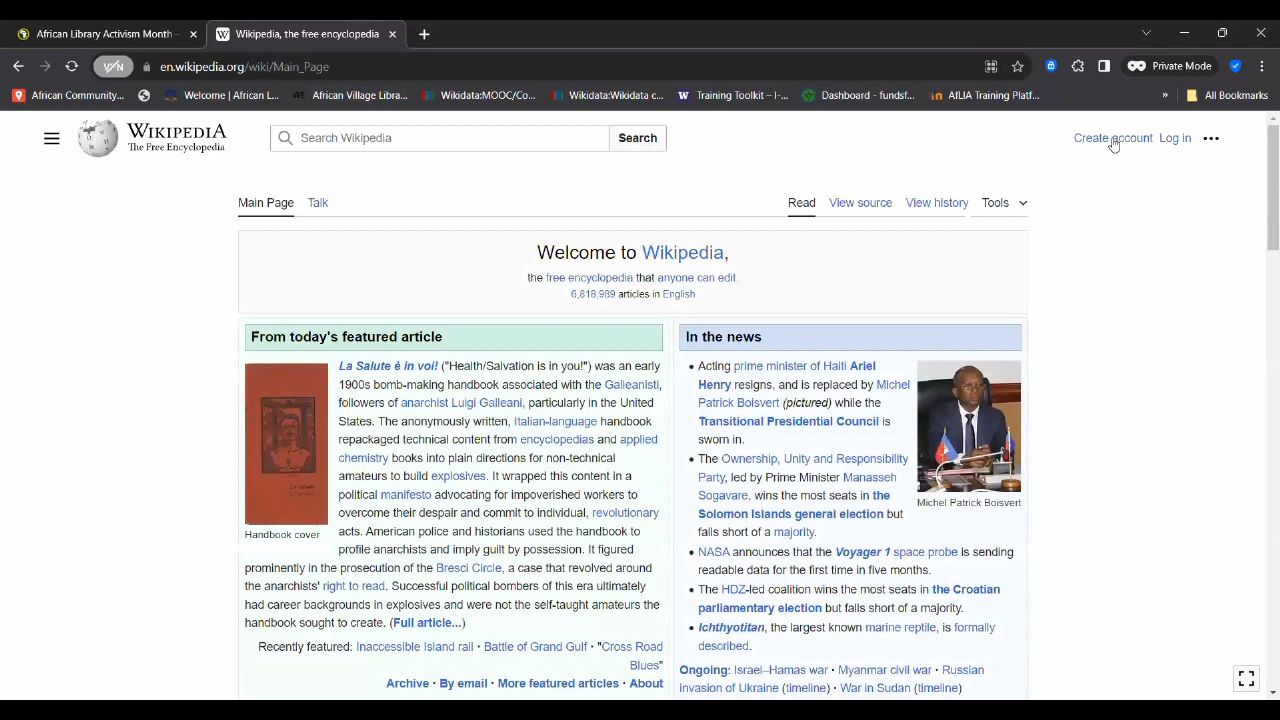 African Library Activism Month
Wikipedia, the free encyclopedia
en.wikipedia.org/wiki/Main_Page
VPN
Private Mode
African Community...
Welcome | African L...
African Village Libra...
Wikidata:MOOC/Co...
Wikidata:Wikidata c...
Training Toolkit – I-...
Dashboard - fundsf...
AfLIA Training Platf...
»
All Bookmarks
WIKIPEDIA
The Free Encyclopedia
Search Wikipedia
Search
Create account Log in
Main Page Talk
Read View source View history Tools
Welcome to Wikipedia,
the free encyclopedia that anyone can edit.
6,818,989 articles in English
From today's featured article
La Salute è in voi! ("Health/Salvation is in you!") was an early
1900s bomb-making handbook associated with the Galleanisti,
followers of anarchist Luigi Galleani, particularly in the United
States. The anonymously written, Italian-language handbook
repackaged technical content from encyclopedias and applied
chemistry books into plain directions for non-technical
amateurs to build explosives. It wrapped this content in a
political manifesto advocating for impoverished workers to
overcome their despair and commit to individual, revolutionary
acts. American police and historians used the handbook to
profile anarchists and imply guilt by possession. It figured
Handbook cover
prominently in the prosecution of the Bresci Circle, a case that revolved around
the anarchists' right to read. Successful political bombers of this era ultimately
had career backgrounds in explosives and were not the self-taught amateurs the
handbook sought to create. (Full article...)
Recently featured: Inaccessible Island rail · Battle of Grand Gulf · "Cross Road
Blues"
Archive · By email · More featured articles · About
In the news
• Acting prime minister of Haiti Ariel
Henry resigns, and is replaced by Michel
Patrick Boisvert (pictured) while the
Transitional Presidential Council is
sworn in.
• The Ownership, Unity and Responsibility
Party, led by Prime Minister Manasseh
Sogavare, wins the most seats in the
Solomon Islands general election but
falls short of a majority.
Michel Patrick Boisvert
• NASA announces that the Voyager 1 space probe is sending
readable data for the first time in five months.
• The HDZ-led coalition wins the most seats in the Croatian
parliamentary election but falls short of a majority.
• Ichthyotitan, the largest known marine reptile, is formally
described.
Ongoing: Israel–Hamas war · Myanmar civil war · Russian
invasion of Ukraine (timeline) · War in Sudan (timeline)